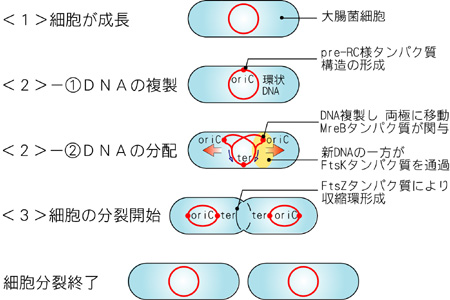 ＜１＞細胞が成長
大腸菌細胞
pre-RC様タンパク質
構造の形成
＜２＞－①ＤＮＡの複製
oriC
環状
DNA
DNA複製し 両極に移動
MreBタンパク質が関与
＜２＞－②ＤＮＡの分配
oriC
oriC
ter
新DNAの一方が
FtsKタンパク質を通過
FtsZタンパク質により
収縮環形成
＜３＞細胞の分裂開始
oriC ter ter oriC
細胞分裂終了